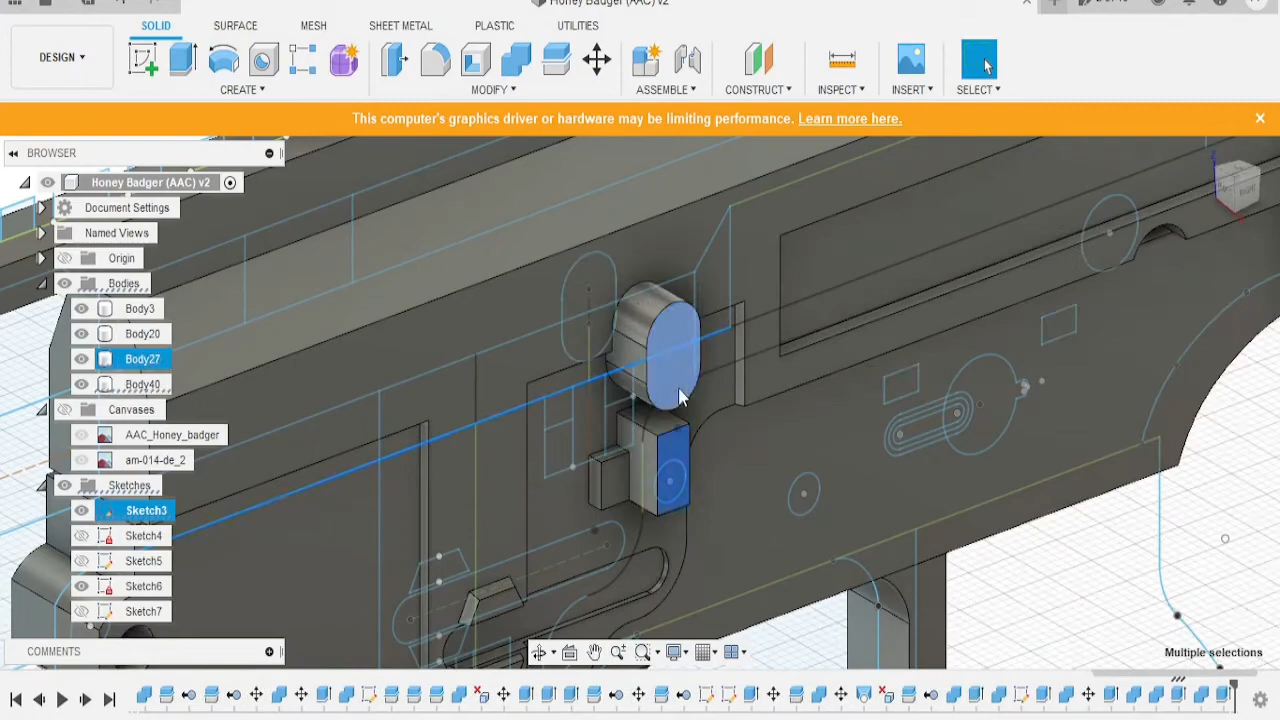 Honey Badger (AAC) v2
SOLID SURFACE MESH SHEET METAL PLASTIC UTILITIES
DESIGN
CREATE MODIFY ASSEMBLE CONSTRUCT INSPECT INSERT SELECT
This computer's graphics driver or hardware may be limiting performance. Learn more here.
BROWSER
Honey Badger (AAC) v2
Document Settings
Named Views
Origin
Bodies
Body3
Body20
Body27
Body40
Canvases
AAC_Honey_badger
am-014-de_2
Sketches
Sketch3
Sketch4
Sketch5
Sketch6
Sketch7
COMMENTS
Multiple selections